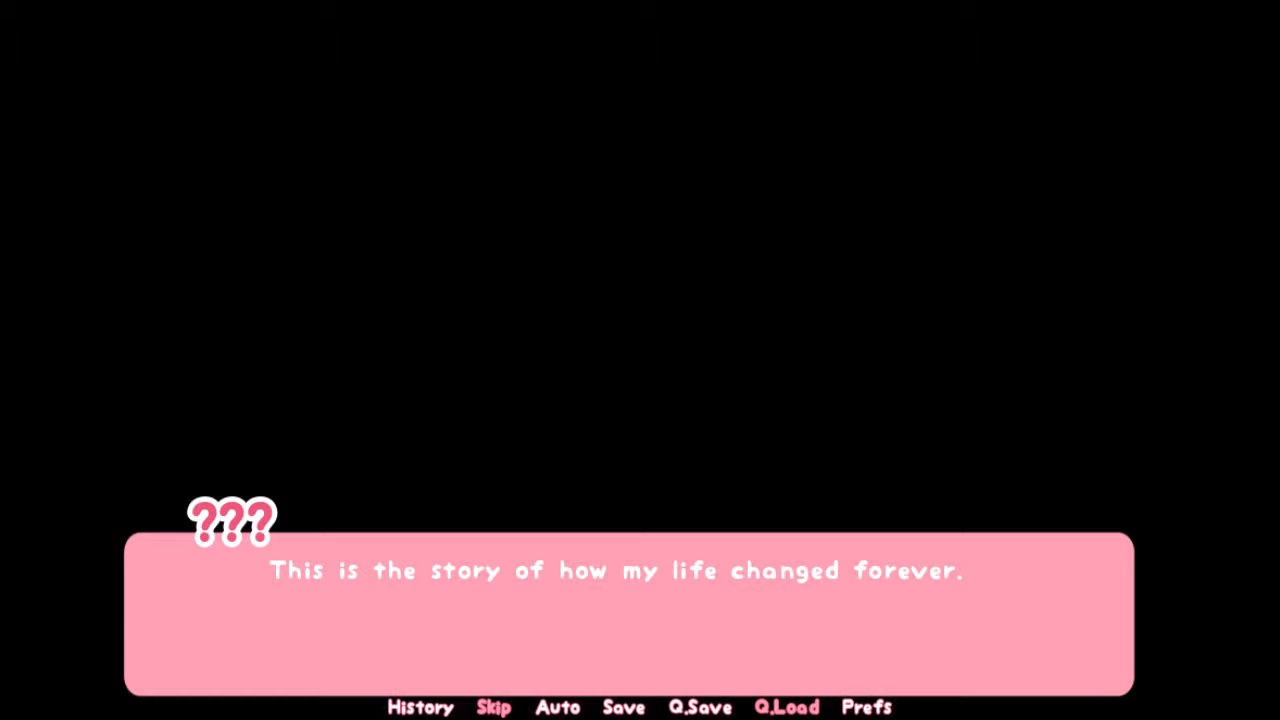 ???
This is the story of how my life changed forever.
History Skip Auto Save Q.Save Q.Load Prefs